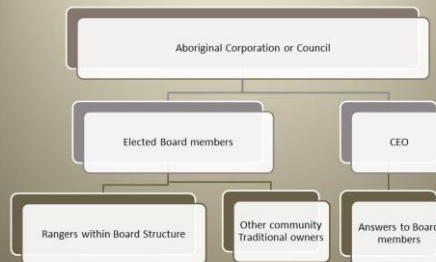 Aboriginal Corporation or Council
Elected Board members
CEO
Rangers within Board Structure
Other community
Traditional owners
Answers to Board
members